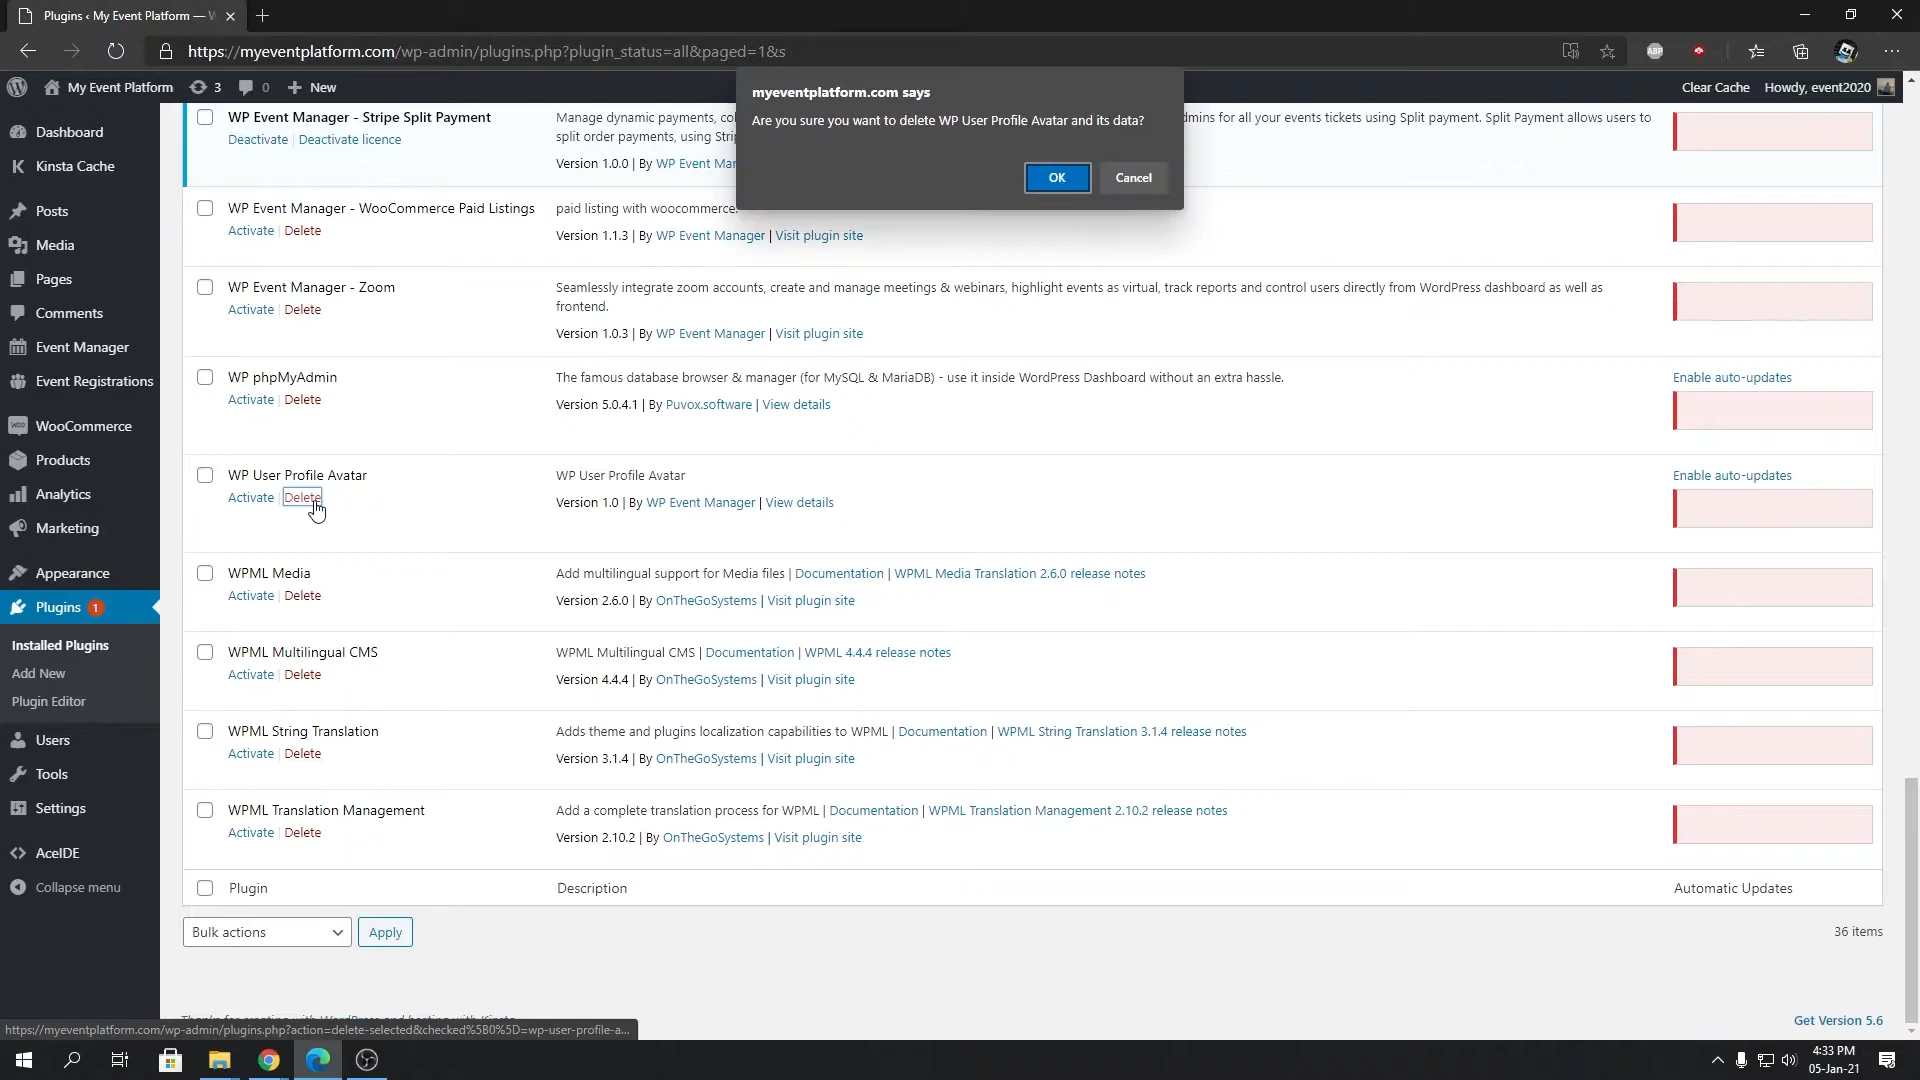 Plugins ‹ My Event Platform —
https://myeventplatform.com/wp-admin/plugins.php?plugin_status=all&paged=1&s
ABP
My Event Platform
3
0
New
Clear Cache
Howdy, event2020
myeventplatform.com says
Are you sure you want to delete WP User Profile Avatar and its data?
OK
Cancel
Dashboard
Kinsta Cache
Posts
Media
Pages
Comments
Event Manager
Event Registrations
WooCommerce
Products
Analytics
Marketing
Appearance
Plugins 1
Installed Plugins
Add New
Plugin Editor
Users
Tools
Settings
AceIDE
Collapse menu
WP Event Manager - Stripe Split Payment
Deactivate | Deactivate licence
Manage dynamic payments, dmins for all your events tickets using Split payment. Split Payment allows users to
split order payments, using
Version 1.0.0 | By WP Event
WP Event Manager - WooCommerce Paid Listings
Activate | Delete
paid listing with woocommerce.
Version 1.1.3 | By WP Event Manager | Visit plugin site
WP Event Manager - Zoom
Activate | Delete
Seamlessly integrate zoom accounts, create and manage meetings & webinars, highlight events as virtual, track reports and control users directly from WordPress dashboard as well as
frontend.
Version 1.0.3 | By WP Event Manager | Visit plugin site
WP phpMyAdmin
Activate | Delete
The famous database browser & manager (for MySQL & MariaDB) - use it inside WordPress Dashboard without an extra hassle.
Version 5.0.4.1 | By Puvox.software | View details
Enable auto-updates
WP User Profile Avatar
Activate | Delete
WP User Profile Avatar
Version 1.0 | By WP Event Manager | View details
Enable auto-updates
WPML Media
Activate | Delete
Add multilingual support for Media files | Documentation | WPML Media Translation 2.6.0 release notes
Version 2.6.0 | By OnTheGoSystems | Visit plugin site
WPML Multilingual CMS
Activate | Delete
WPML Multilingual CMS | Documentation | WPML 4.4.4 release notes
Version 4.4.4 | By OnTheGoSystems | Visit plugin site
WPML String Translation
Activate | Delete
Adds theme and plugins localization capabilities to WPML | Documentation | WPML String Translation 3.1.4 release notes
Version 3.1.4 | By OnTheGoSystems | Visit plugin site
WPML Translation Management
Activate | Delete
Add a complete translation process for WPML | Documentation | WPML Translation Management 2.10.2 release notes
Version 2.10.2 | By OnTheGoSystems | Visit plugin site
Plugin
Description
Automatic Updates
Bulk actions
Apply
36 items
Get Version 5.6
https://myeventplatform.com/wp-admin/plugins.php?action=delete-selected&checked%5B0%5D=wp-user-profile-a...
4:33 PM
05-Jan-21